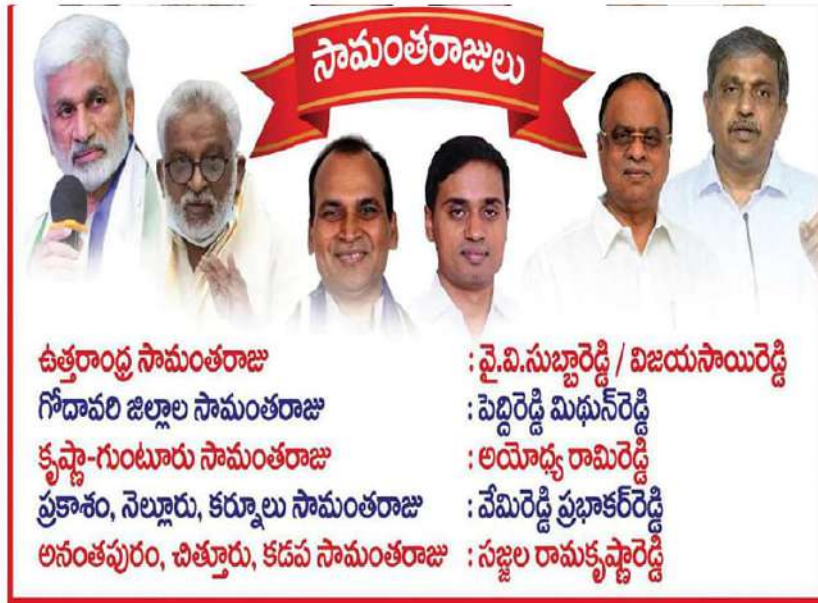 సామంతరాజులు
ఉత్తరాంధ్ర సామంతరాజు : వై.వి.సుబ్బారెడ్డి / విజయసాయిరెడ్డి
గోదావరి జిల్లాల సామంతరాజు : పెద్దిరెడ్డి మిథున్‌రెడ్డి
కృష్ణా-గుంటూరు సామంతరాజు : అయోధ్య రామిరెడ్డి
ప్రకాశం, నెల్లూరు, కర్నూలు సామంతరాజు : వేమిరెడ్డి ప్రభాకర్‌రెడ్డి
అనంతపురం, చిత్తూరు, కడప సామంతరాజు : సజ్జల రామకృష్ణారెడ్డి